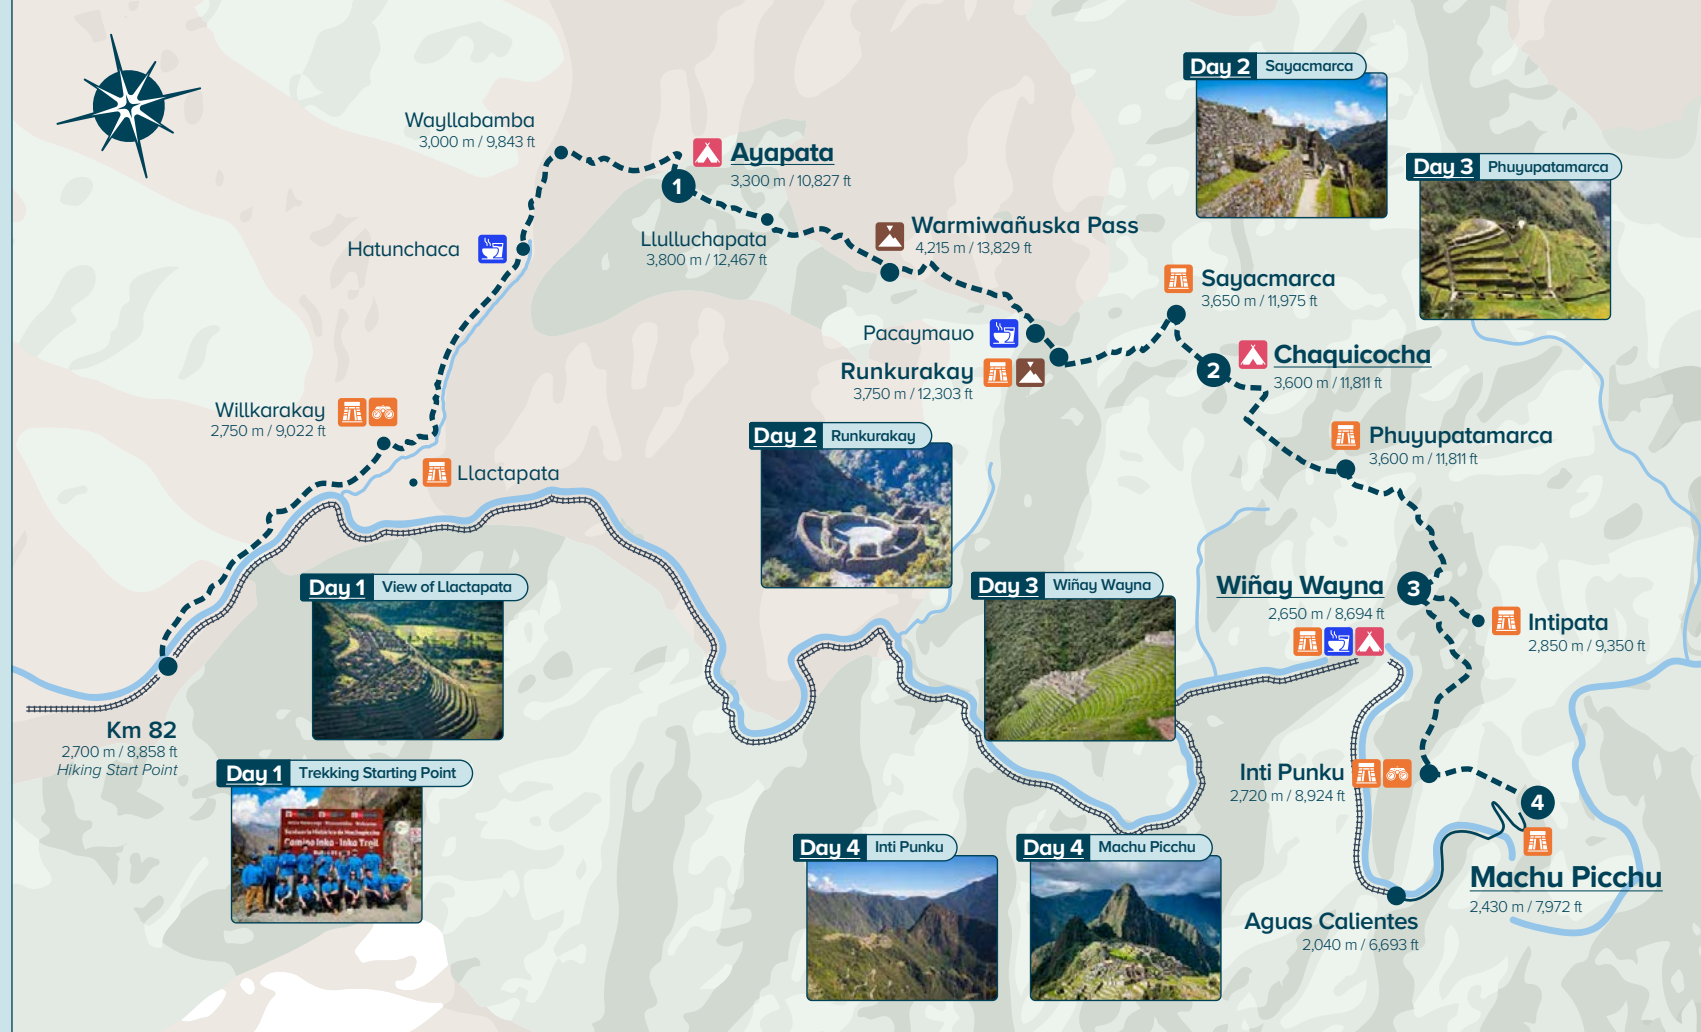 Wayllabamba
3,000 m / 9,843 ft
Ayapata
3,300 m / 10,827 ft
1
Hatunchaca
Llulluchapata
3,800 m / 12,467 ft
Warmiwañuska Pass
4,215 m / 13,829 ft
Day 2 Sayacmarca
Day 3 Phuyupatamarca
Sayacmarca
3,650 m / 11,975 ft
Pacaymauo
Runkurakay
3,750 m / 12,303 ft
2
Chaquicocha
3,600 m / 11,811 ft
Willkarakay
2,750 m / 9,022 ft
Llactapata
Day 2 Runkurakay
Phuyupatamarca
3,600 m / 11,811 ft
Day 1 View of Llactapata
Day 3 Wiñay Wayna
Wiñay Wayna
2,650 m / 8,694 ft
3
Intipata
2,850 m / 9,350 ft
Km 82
2,700 m / 8,858 ft
Hiking Start Point
Day 1 Trekking Starting Point
Camino Inka - Inka Trail
Inti Punku
2,720 m / 8,924 ft
4
Machu Picchu
2,430 m / 7,972 ft
Day 4 Inti Punku
Day 4 Machu Picchu
Aguas Calientes
2,040 m / 6,693 ft